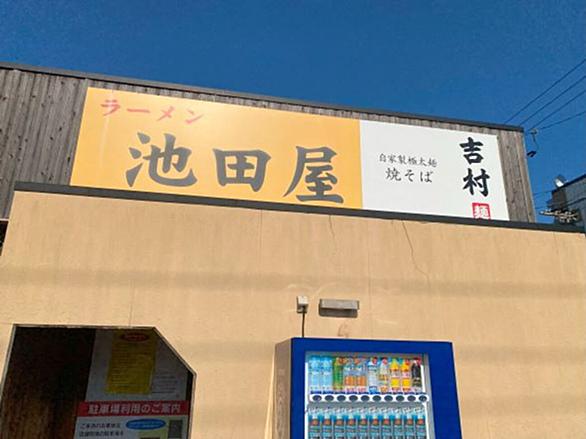 ラーメン
池田屋
自家製極太麺
焼そば
吉村
麺
駐車場利用のご案内